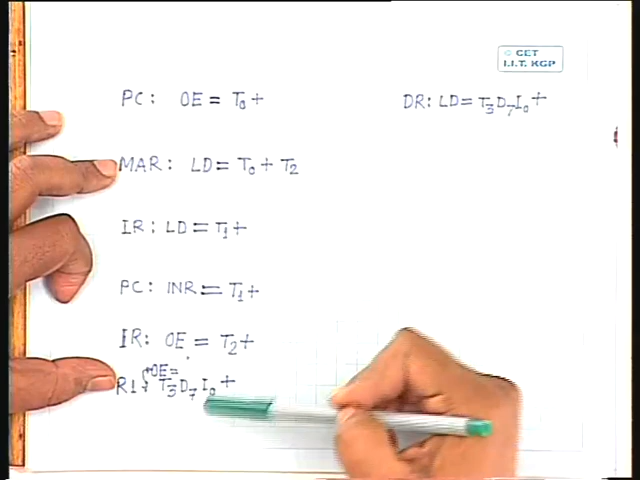 © CET
I.I.T. KGP
PC: OE = T₀ +
DR: LD = T₃D₇I₀ +
MAR: LD = T₀ + T₂
IR: LD = T₁ +
PC: INR = T₁ +
IR: OE = T₂ +
OE=
R1: T₃D₇I₀ +